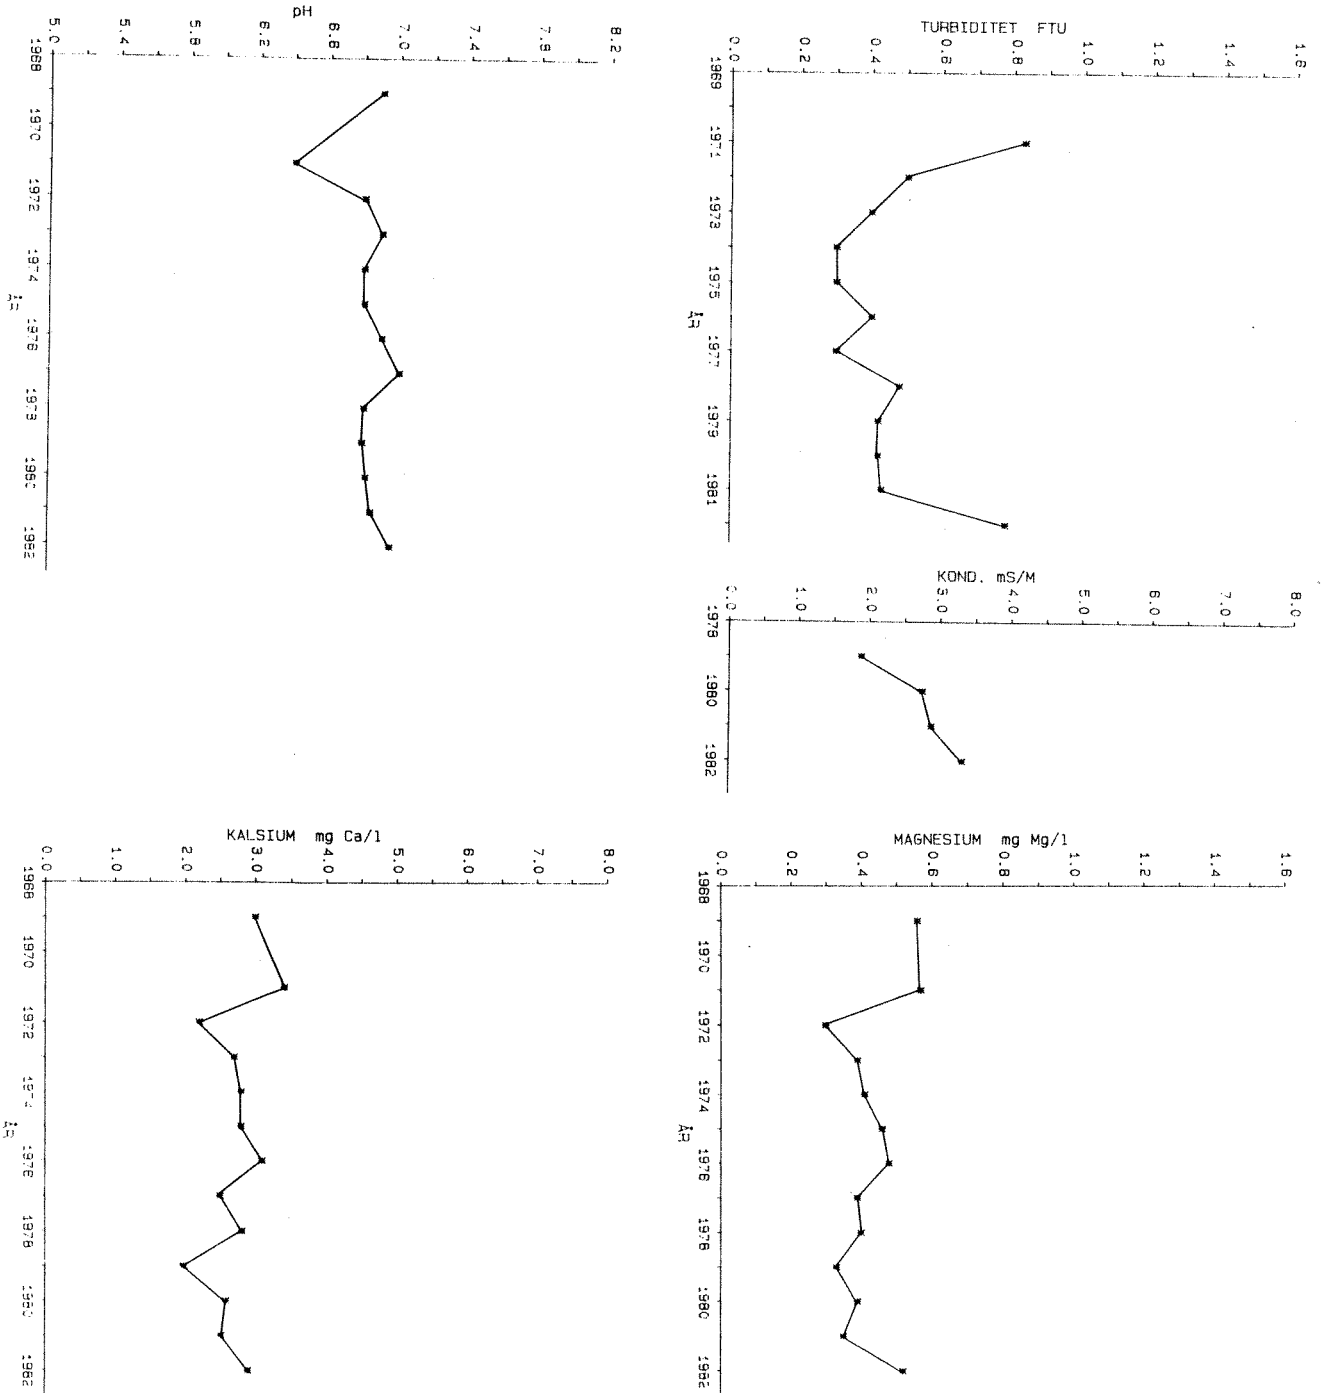 pH
5.0 5.4 5.8 6.2 6.6 7.0 7.4 7.8 8.2
1968 1970 1972 1974 1976 1978 1980 1982
ÅR
TURBIDITET FTU
0.0 0.2 0.4 0.6 0.8 1.0 1.2 1.4 1.6
1969 1971 1973 1975 1977 1979 1981
ÅR
KOND. mS/M
0.0 1.0 2.0 3.0 4.0 5.0 6.0 7.0 8.0
1978 1980 1982
KALSIUM mg Ca/l
0.0 1.0 2.0 3.0 4.0 5.0 6.0 7.0 8.0
1968 1970 1972 1974 1976 1978 1980 1982
ÅR
MAGNESIUM mg Mg/l
0.0 0.2 0.4 0.6 0.8 1.0 1.2 1.4 1.6
1968 1970 1972 1974 1976 1978 1980 1982
ÅR